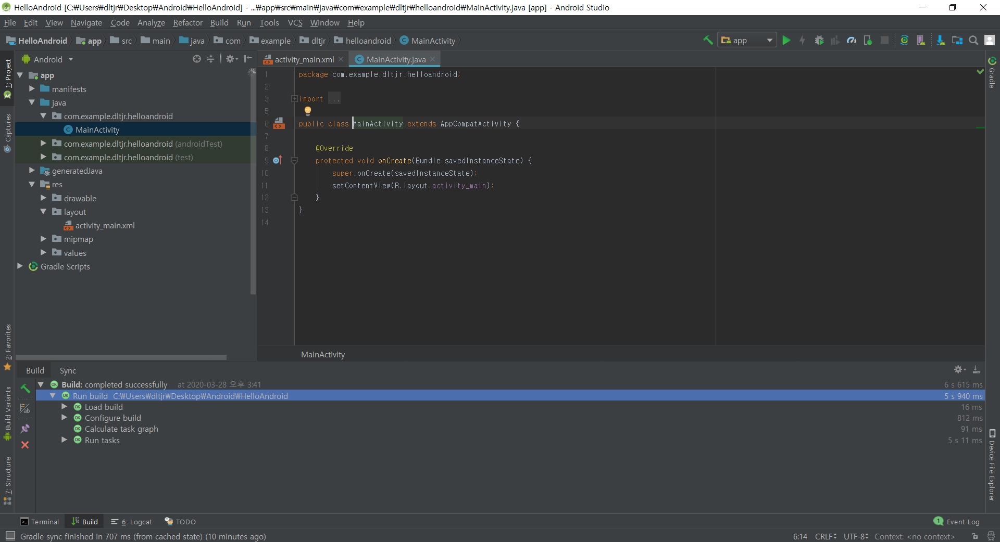 HelloAndroid [C:₩Users₩dltjr₩Desktop₩Android₩HelloAndroid] - ...₩app₩src₩main₩java₩com₩example₩dltjr₩helloandroid₩MainActivity.java [app] - Android Studio
File Edit View Navigate Code Analyze Refactor Build Run Tools VCS Window Help
HelloAndroid app src main java com example dltjr helloandroid MainActivity app
Android
activity_main.xml MainActivity.java
1: Project
Captures
2: Favorites
Build Variants
7: Structure
app
manifests
java
com.example.dltjr.helloandroid
MainActivity
com.example.dltjr.helloandroid (androidTest)
com.example.dltjr.helloandroid (test)
generatedJava
res
drawable
layout
activity_main.xml
mipmap
values
Gradle Scripts
1 package com.example.dltjr.helloandroid;
2
3 import ...
5
6 public class MainActivity extends AppCompatActivity {
7
8 @Override
9 protected void onCreate(Bundle savedInstanceState) {
10 super.onCreate(savedInstanceState);
11 setContentView(R.layout.activity_main);
12 }
13 }
14
MainActivity
Gradle
Device File Explorer
Build Sync
Build: completed successfully at 2020-03-28 오후 3:41 6 s 615 ms
Run build C:₩Users₩dltjr₩Desktop₩Android₩HelloAndroid 5 s 940 ms
Load build 16 ms
Configure build 812 ms
Calculate task graph 91 ms
Run tasks 5 s 11 ms
Terminal Build 6: Logcat TODO 1 Event Log
Gradle sync finished in 707 ms (from cached state) (10 minutes ago) 6:14 CRLF UTF-8 Context: <no context>